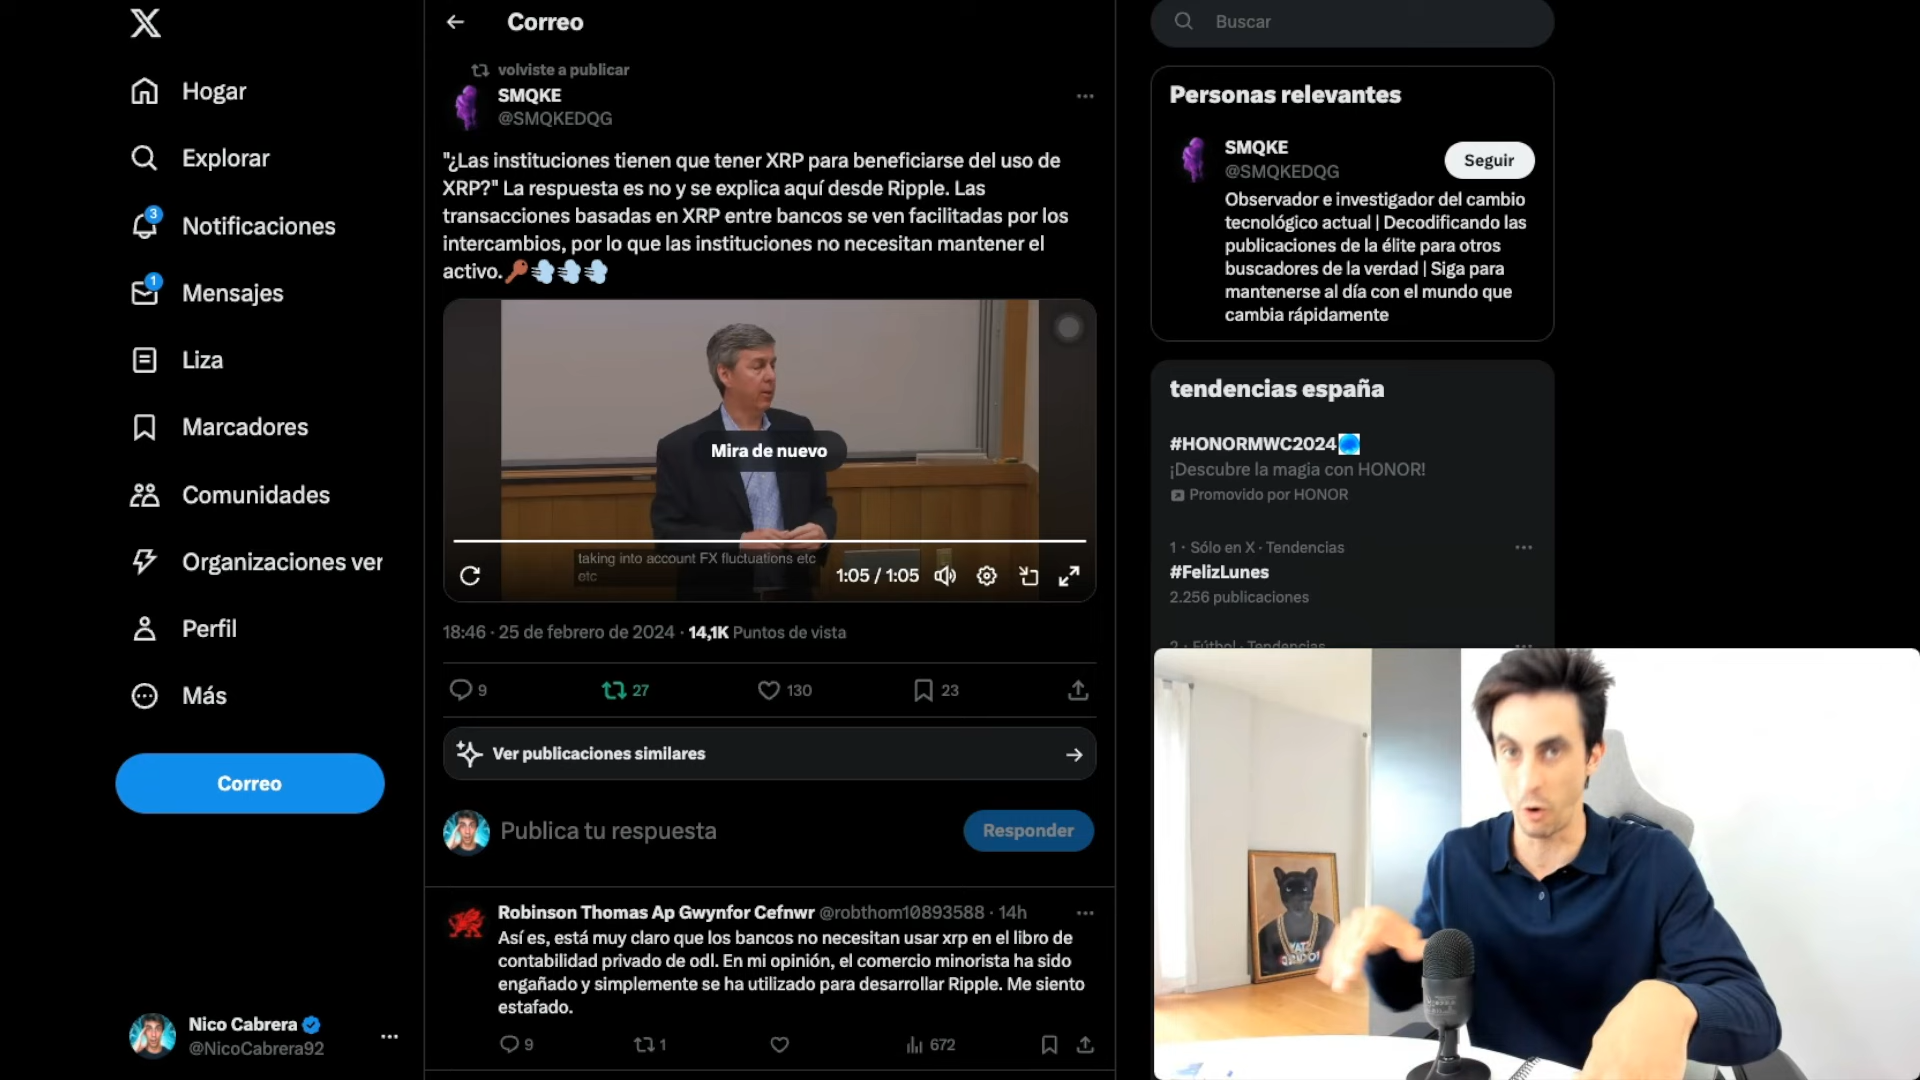 Hogar
Explorar
3
Notificaciones
1
Mensajes
Liza
Marcadores
Comunidades
Organizaciones ver
Perfil
Más
Correo
Nico Cabrera
@NicoCabrera92
Correo
volviste a publicar
SMQKE
@SMQKEDQG
"¿Las instituciones tienen que tener XRP para beneficiarse del uso de
XRP?" La respuesta es no y se explica aquí desde Ripple. Las
transacciones basadas en XRP entre bancos se ven facilitadas por los
intercambios, por lo que las instituciones no necesitan mantener el
activo.
Mira de nuevo
taking into account FX fluctuations etc
etc
1:05 / 1:05
18:46 · 25 de febrero de 2024 · 14,1K Puntos de vista
9
27
130
23
Ver publicaciones similares
Publica tu respuesta
Responder
Robinson Thomas Ap Gwynfor Cefnwr @robthom10893588 · 14h
Así es, está muy claro que los bancos no necesitan usar xrp en el libro de
contabilidad privado de odl. En mi opinión, el comercio minorista ha sido
engañado y simplemente se ha utilizado para desarrollar Ripple. Me siento
estafado.
9
1
672
Buscar
Personas relevantes
SMQKE
@SMQKEDQG
Seguir
Observador e investigador del cambio
tecnológico actual | Decodificando las
publicaciones de la élite para otros
buscadores de la verdad | Siga para
mantenerse al día con el mundo que
cambia rápidamente
tendencias españa
#HONORMWC2024
¡Descubre la magia con HONOR!
Promovido por HONOR
1 · Sólo en X · Tendencias
#FelizLunes
2.256 publicaciones
2 · Fútbol · Tendencias